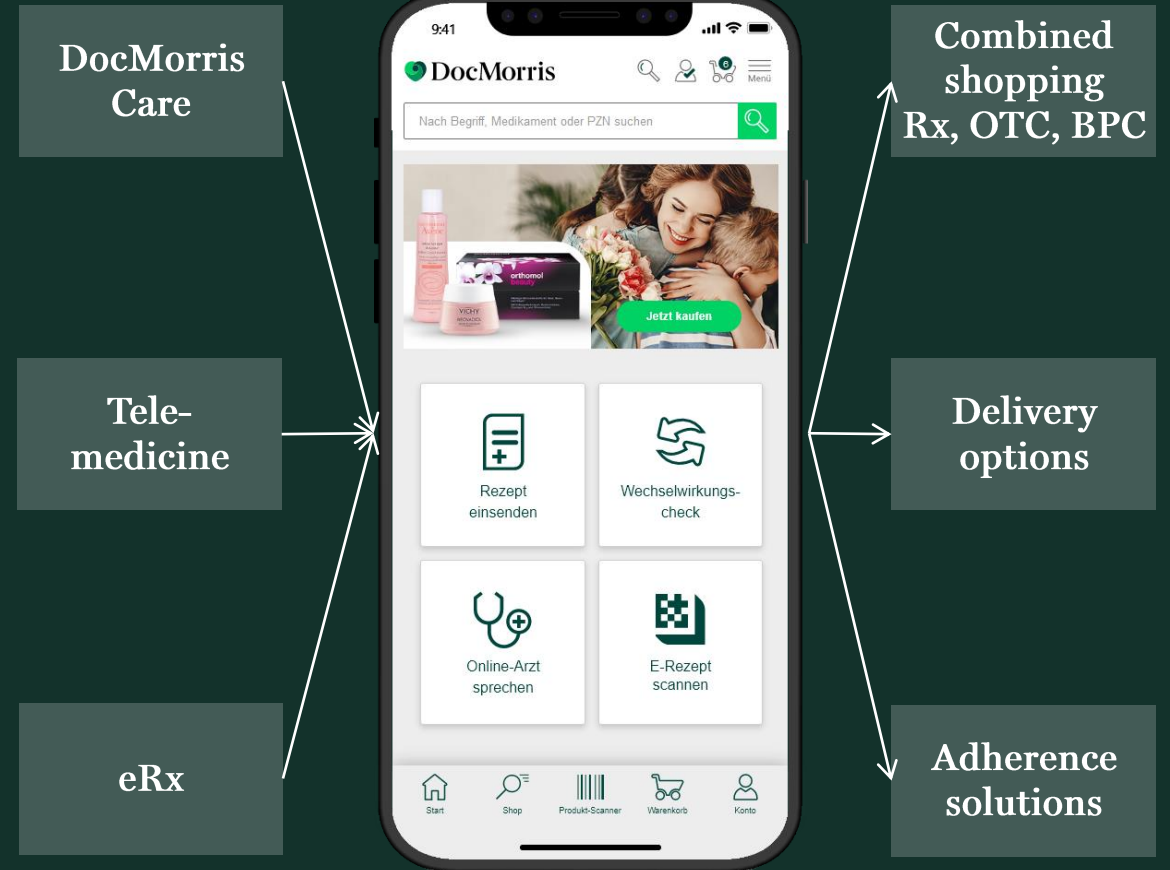 DocMorris
Care
Tele-
medicine
eRx
9:41
DocMorris
6
Menü
Nach Begriff, Medikament oder PZN suchen
Avène
orthomol
beauty
VICHY
NEOVADIOL
Jetzt kaufen
Rezept
einsenden
Wechselwirkungs-
check
Online-Arzt
sprechen
E-Rezept
scannen
Start
Shop
Produkt-Scanner
Warenkorb
Konto
Combined
shopping
Rx, OTC, BPC
Delivery
options
Adherence
solutions